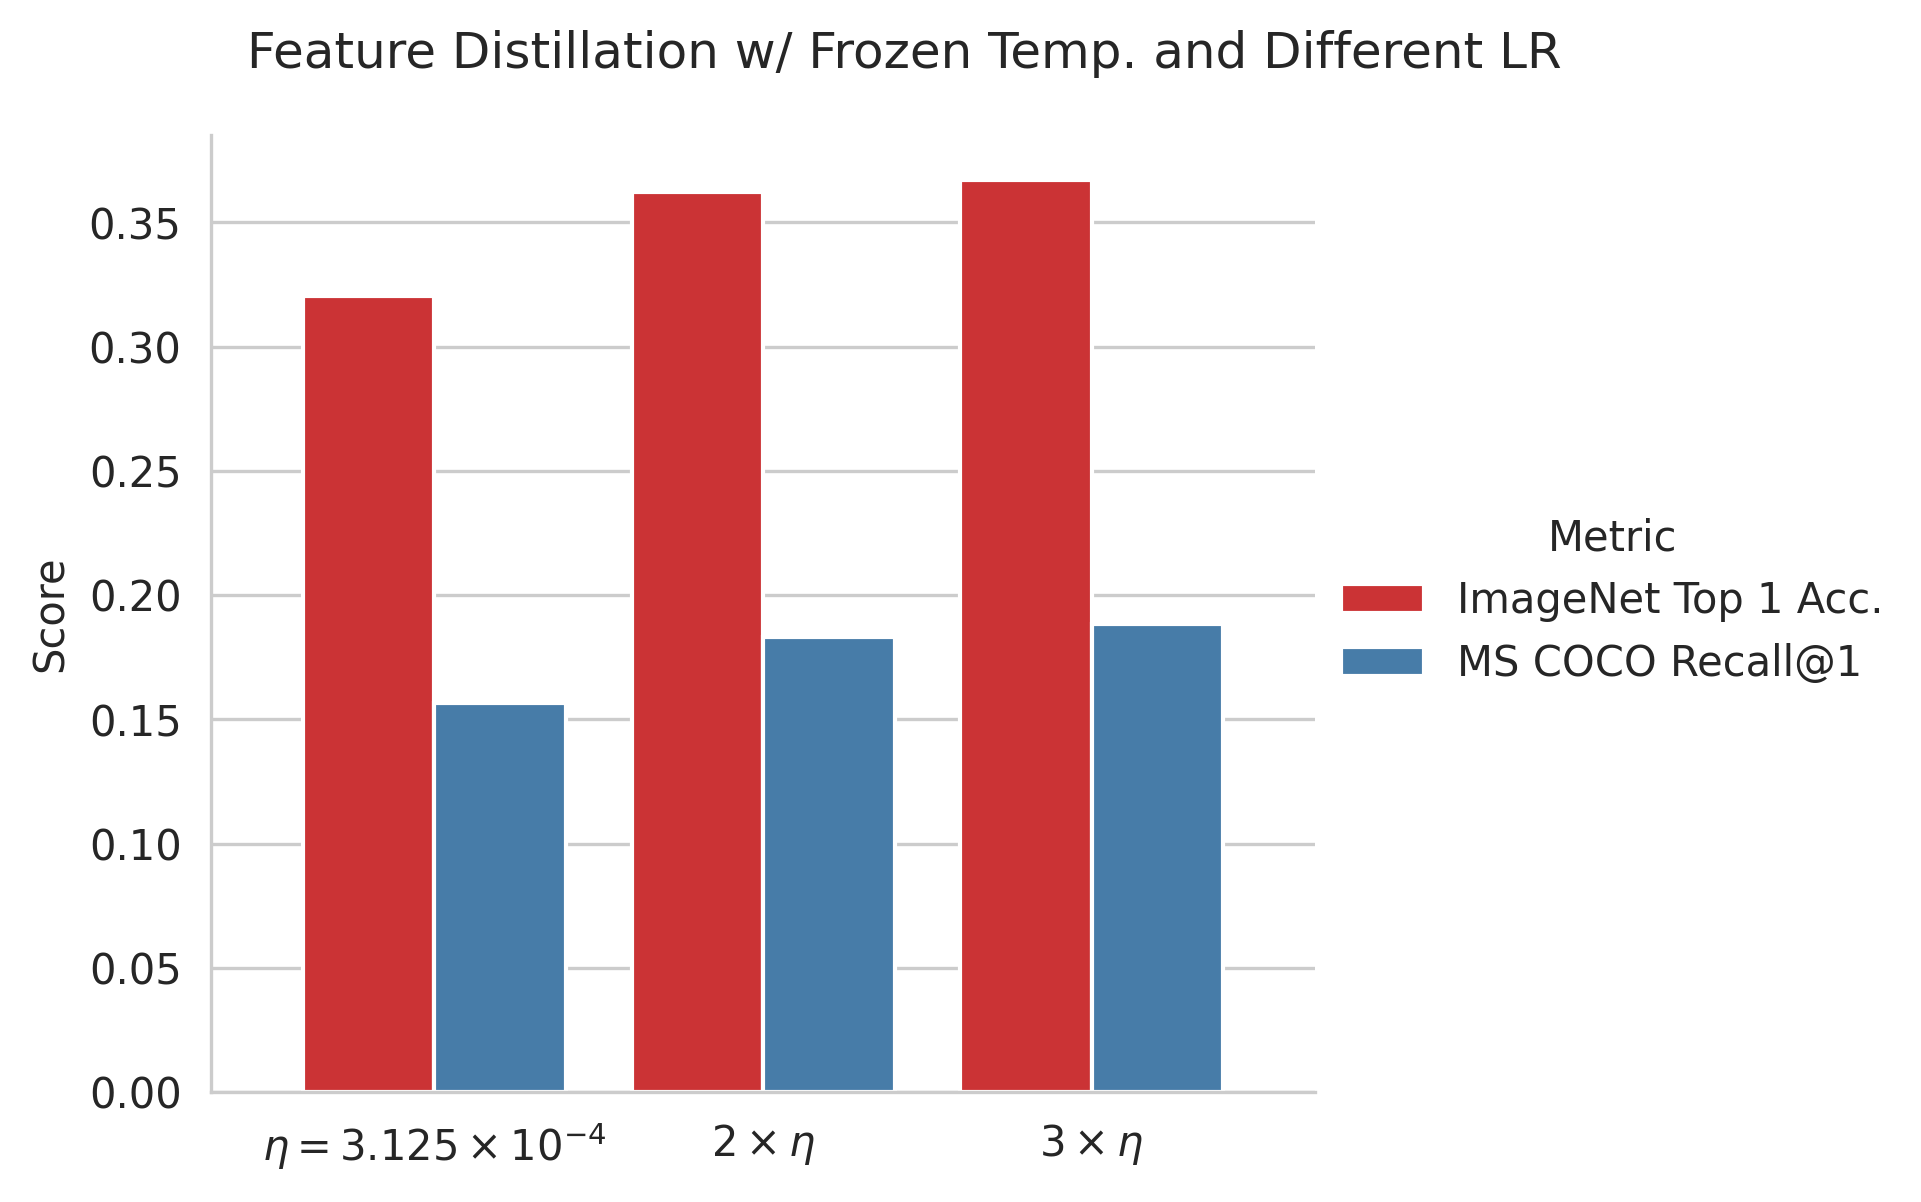 Feature Distillation w/ Frozen Temp. and Different LR
Score
0.35
0.30
0.25
0.20
0.15
0.10
0.05
0.00
η = 3.125 × 10⁻⁴
2 × η
3 × η
Metric
ImageNet Top 1 Acc.
MS COCO Recall@1